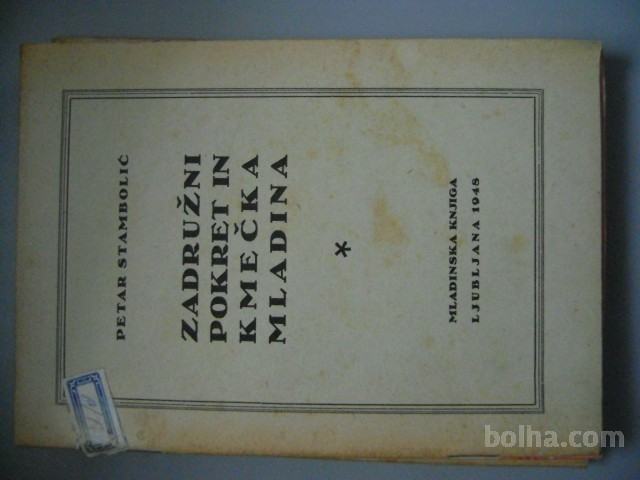 PETAR STAMBOLIĆ
ZADRUŽNI
POKRET IN
KMEČKA
MLADINA
*
MLADINSKA KNJIGA
LJUBLJANA 1948
bolha.com